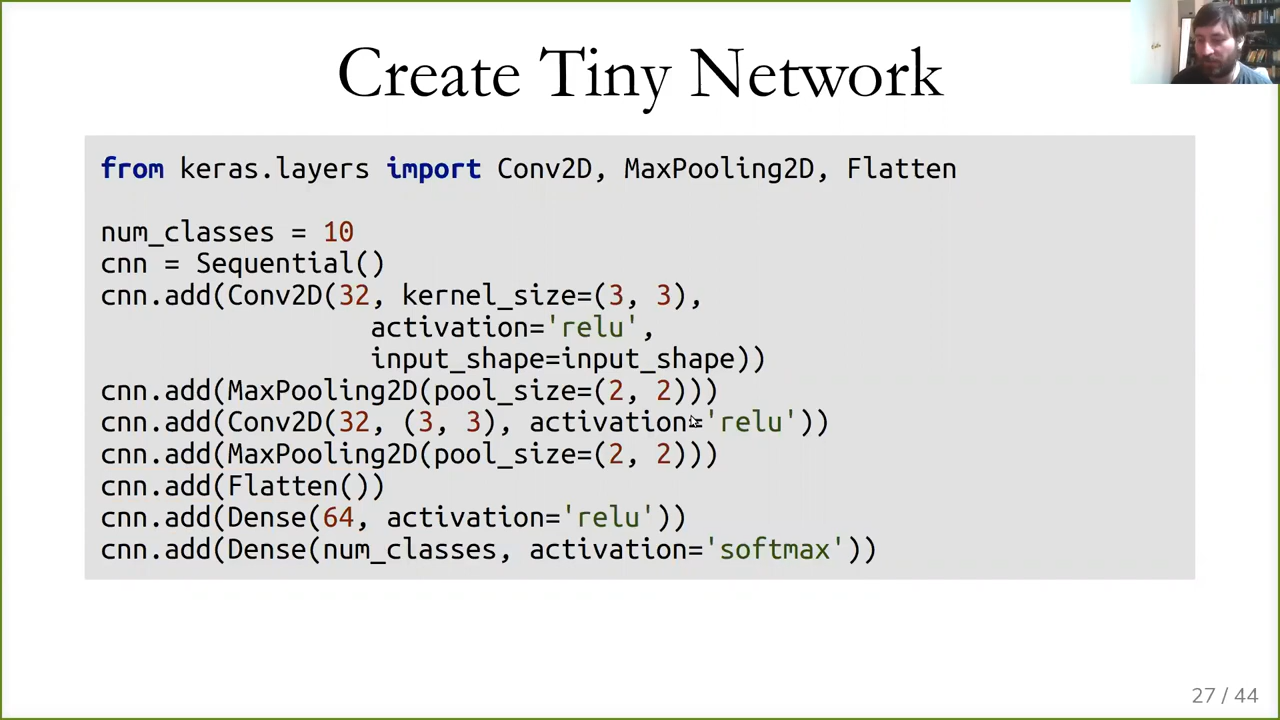 Create Tiny Network
from keras.layers import Conv2D, MaxPooling2D, Flatten
num_classes = 10
cnn = Sequential()
cnn.add(Conv2D(32, kernel_size=(3, 3),
activation='relu',
input_shape=input_shape))
cnn.add(MaxPooling2D(pool_size=(2, 2)))
cnn.add(Conv2D(32, (3, 3), activation='relu'))
cnn.add(MaxPooling2D(pool_size=(2, 2)))
cnn.add(Flatten())
cnn.add(Dense(64, activation='relu'))
cnn.add(Dense(num_classes, activation='softmax'))
27 / 44